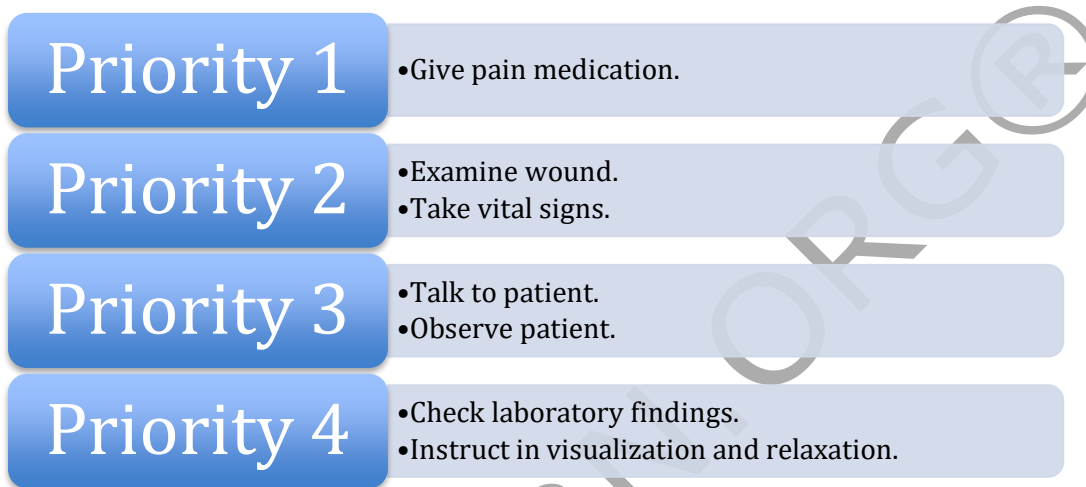 Priority 1
•Give pain medication.
Priority 2
•Examine wound.
•Take vital signs.
Priority 3
•Talk to patient.
•Observe patient.
Priority 4
•Check laboratory findings.
•Instruct in visualization and relaxation.
N.ORG®